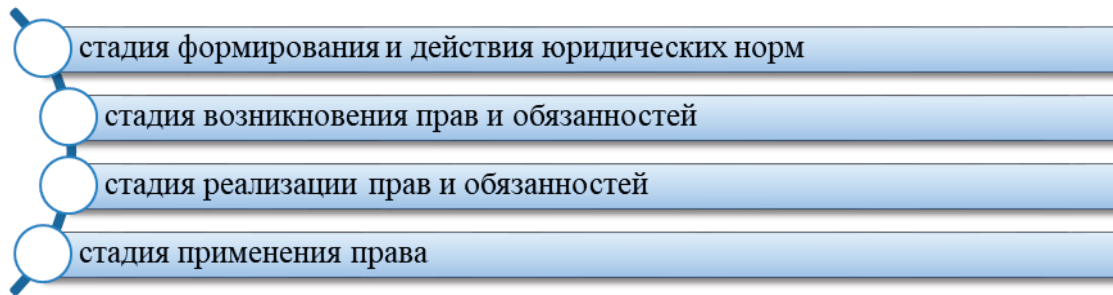 стадия формирования и действия юридических норм
стадия возникновения прав и обязанностей
стадия реализации прав и обязанностей
стадия применения права